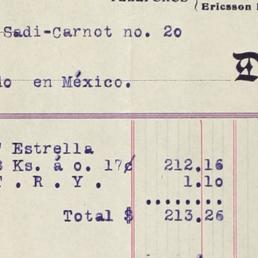 Ericsson
Sadi-Carnot no. 20
en México.
Estrella
Ks. á o. 17¢ 212.16
T . R . Y . 1.10
Total $ 213.26